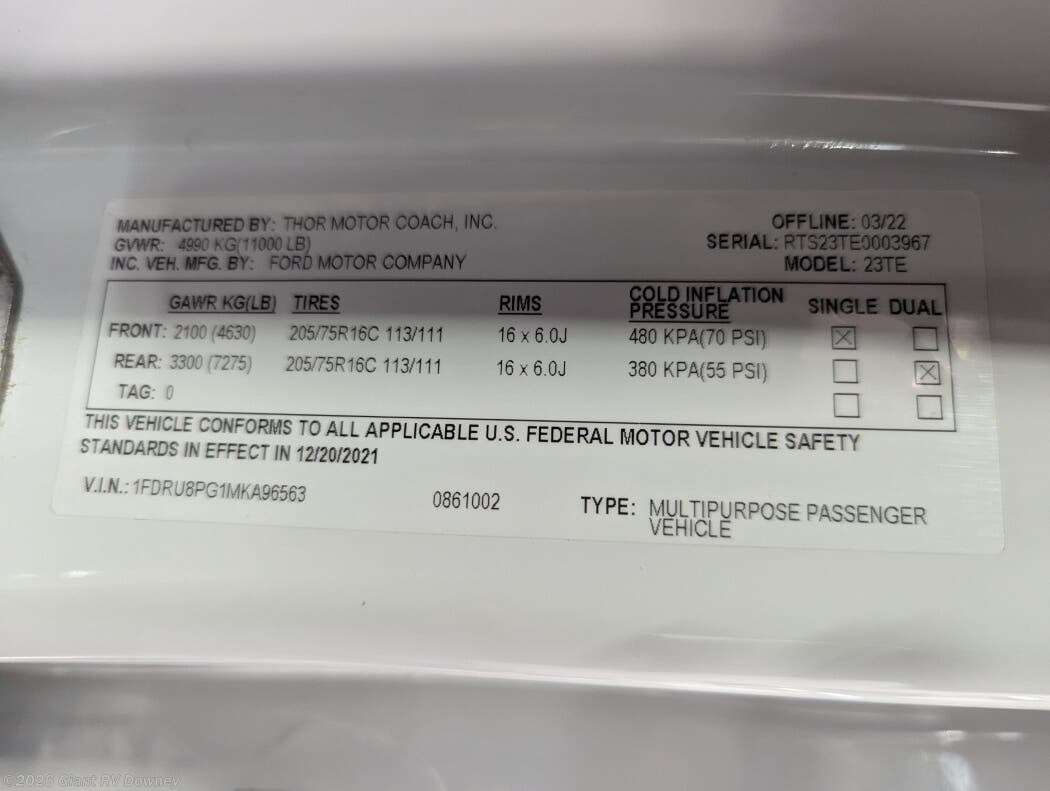 MANUFACTURED BY: THOR MOTOR COACH, INC. OFFLINE: 03/22
GVWR: 4990 KG(11000 LB) SERIAL: RTS23TE0003967
INC. VEH. MFG. BY: FORD MOTOR COMPANY MODEL: 23TE
GAWR KG(LB) TIRES RIMS COLD INFLATION PRESSURE SINGLE DUAL
FRONT: 2100 (4630) 205/75R16C 113/111 16 x 6.0J 480 KPA(70 PSI) ☒ ☐
REAR: 3300 (7275) 205/75R16C 113/111 16 x 6.0J 380 KPA(55 PSI) ☐ ☒
TAG: 0 ☐ ☐
THIS VEHICLE CONFORMS TO ALL APPLICABLE U.S. FEDERAL MOTOR VEHICLE SAFETY
STANDARDS IN EFFECT IN 12/20/2021
V.I.N.: 1FDRU8PG1MKA96563 0861002 TYPE: MULTIPURPOSE PASSENGER
VEHICLE
©2026 Giant RV Downey